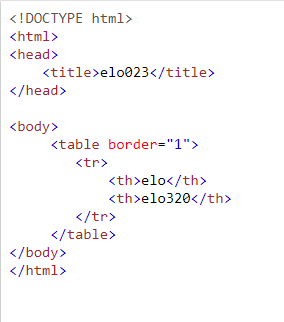 <!DOCTYPE html>
<html>
<head>
    <title>elo023</title>
</head>

<body>
     <table border="1">
        <tr>
            <th>elo</th>
            <th>elo320</th>
        </tr>
     </table>
</body>
</html>